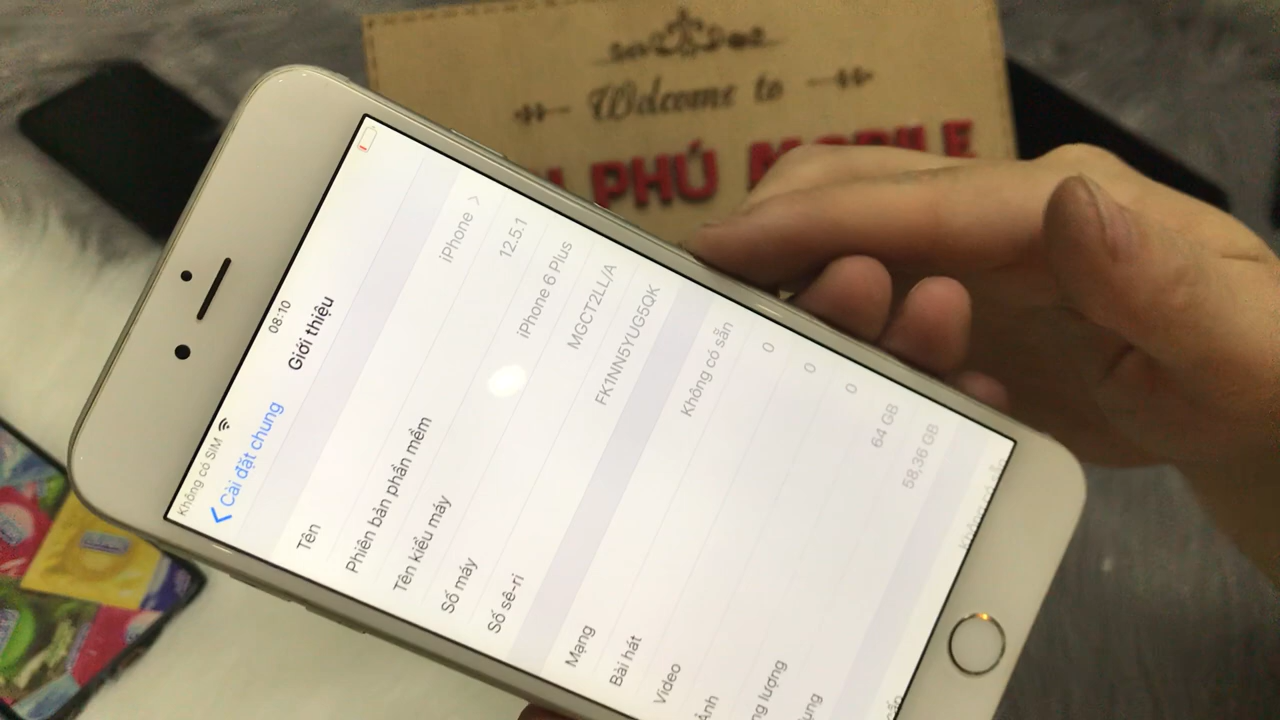 Welcome to
PHÚ MOBILE
Không có SIM
08:10
Cài đặt chung
Giới thiệu
Tên iPhone
Phiên bản phần mềm 12.5.1
Tên kiểu máy iPhone 6 Plus
Số máy MGCT2LL/A
Số sê-ri FK1NN5YUG5QK
Mạng Không có sẵn
Bài hát 0
Video 0
Ảnh 0
64 GB
58,36 GB